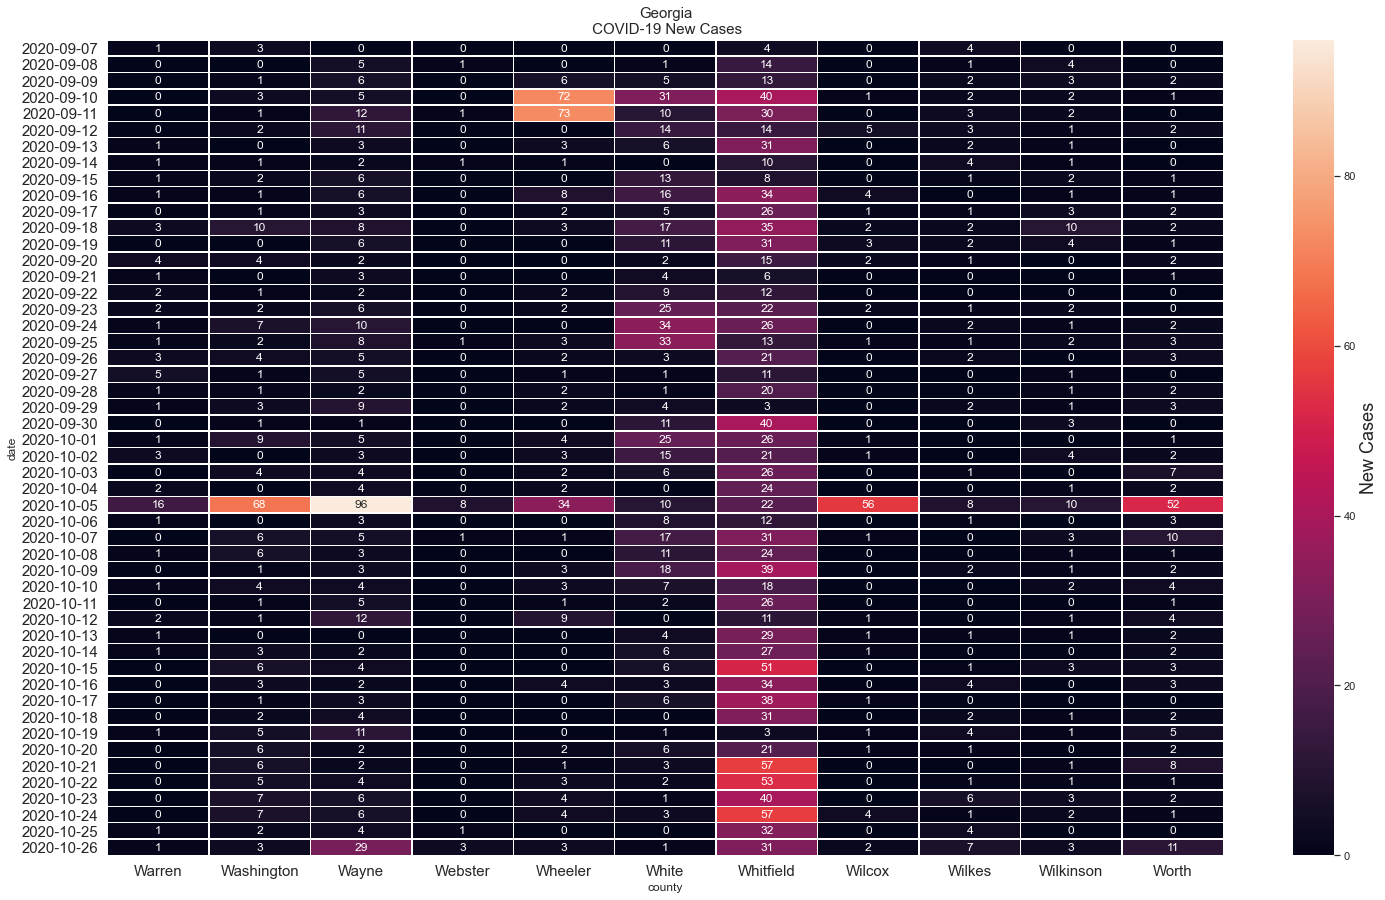 Georgia
COVID-19 New Cases
2020-09-07 1 3 0 0 0 0 4 0 4 0 0
2020-09-08 0 0 5 1 0 1 14 0 1 4 0
2020-09-09 0 1 6 0 6 5 13 0 2 3 2
2020-09-10 0 3 5 0 72 31 40 1 2 2 1
2020-09-11 0 1 12 1 73 10 30 0 3 2 0
2020-09-12 0 2 11 0 0 14 14 5 3 1 2
2020-09-13 1 0 3 0 3 6 31 0 2 1 0
2020-09-14 1 1 2 1 1 0 10 0 4 1 0
2020-09-15 1 2 6 0 0 13 8 0 1 2 1
2020-09-16 1 1 6 0 8 16 34 4 0 1 1
2020-09-17 0 1 3 0 2 5 26 1 1 3 2
2020-09-18 3 10 8 0 3 17 35 2 2 10 2
2020-09-19 0 0 6 0 0 11 31 3 2 4 1
2020-09-20 4 4 2 0 0 2 15 2 1 0 2
2020-09-21 1 0 3 0 0 4 6 0 0 0 1
2020-09-22 2 1 2 0 2 9 12 0 0 0 0
2020-09-23 2 2 6 0 2 25 22 2 1 2 0
2020-09-24 1 7 10 0 0 34 26 0 2 1 2
2020-09-25 1 2 8 1 3 33 13 1 1 2 3
2020-09-26 3 4 5 0 2 3 21 0 2 0 3
2020-09-27 5 1 5 0 1 1 11 0 0 1 0
2020-09-28 1 1 2 0 2 1 20 0 0 1 2
2020-09-29 1 3 9 0 2 4 3 0 2 1 3
2020-09-30 0 1 1 0 0 11 40 0 0 3 0
2020-10-01 1 9 5 0 4 25 26 1 0 0 1
2020-10-02 3 0 3 0 3 15 21 1 0 4 2
2020-10-03 0 4 4 0 2 6 26 0 1 0 7
2020-10-04 2 0 4 0 2 0 24 0 0 1 2
2020-10-05 16 68 96 8 34 10 22 56 8 10 52
2020-10-06 1 0 3 0 0 8 12 0 1 0 3
2020-10-07 0 6 5 1 1 17 31 1 0 3 10
2020-10-08 1 6 3 0 0 11 24 0 0 1 1
2020-10-09 0 1 3 0 3 18 39 0 2 1 2
2020-10-10 1 4 4 0 3 7 18 0 0 2 4
2020-10-11 0 1 5 0 1 2 26 0 0 0 1
2020-10-12 2 1 12 0 9 0 11 1 0 1 4
2020-10-13 1 0 0 0 0 4 29 1 1 1 2
2020-10-14 1 3 2 0 0 6 27 1 0 0 2
2020-10-15 0 6 4 0 0 6 51 0 1 3 3
2020-10-16 0 3 2 0 4 3 34 0 4 0 3
2020-10-17 0 1 3 0 0 6 38 1 0 0 0
2020-10-18 0 2 4 0 0 0 31 0 2 1 2
2020-10-19 1 5 11 0 0 1 3 1 4 1 5
2020-10-20 0 6 2 0 2 6 21 1 1 0 2
2020-10-21 0 6 2 0 1 3 57 0 0 1 8
2020-10-22 0 5 4 0 3 2 53 0 1 1 1
2020-10-23 0 7 6 0 4 1 40 0 6 3 2
2020-10-24 0 7 6 0 4 3 57 4 1 2 1
2020-10-25 1 2 4 1 0 0 32 0 4 0 0
2020-10-26 1 3 29 3 3 1 31 2 7 3 11
Warren Washington Wayne Webster Wheeler White Whitfield Wilcox Wilkes Wilkinson Worth
county
date
80
60
40
20
0
New Cases